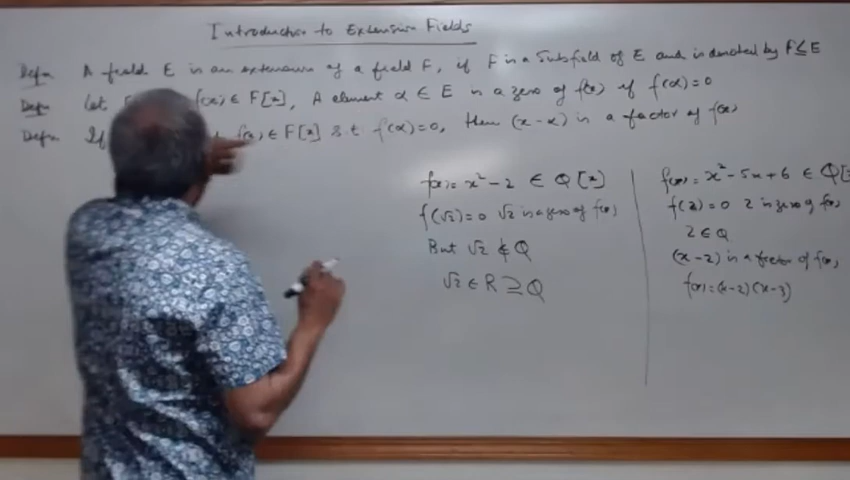 Introduction to Extension Fields
Defn A field E is an extension of a field F, if F is a Subfield of E and is denoted by F ≤ E
Defn Let f(x) ∈ F[x], A element α ∈ E is a zero of f(x) if f(α)=0
Defn If f(x) ∈ F[x] s.t f(α)=0, then (x-α) is a factor of f(x)
f(x) = x² - 2 ∈ Q[x]
f(√2)=0 √2 is a zero of f(x)
But √2 ∉ Q
√2 ∈ R ⊇ Q
f(x) = x² - 5x + 6 ∈ Q[x
f(2) = 0 2 is zero of f(x)
2 ∈ Q
(x-2) is a factor of f(x)
f(x) = (x-2)(x-3)